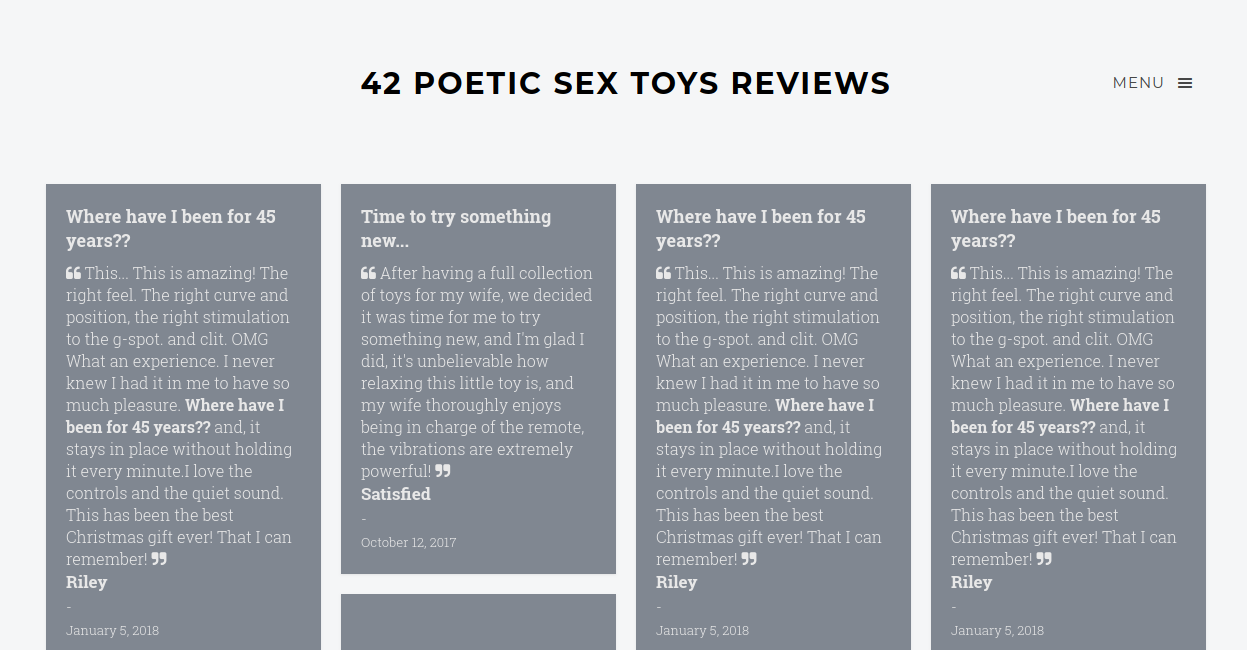 42 POETIC SEX TOYS REVIEWS
MENU
Where have I been for 45
years??
❝ This... This is amazing! The
right feel. The right curve and
position, the right stimulation
to the g-spot. and clit. OMG
What an experience. I never
knew I had it in me to have so
much pleasure. Where have I
been for 45 years?? and, it
stays in place without holding
it every minute.I love the
controls and the quiet sound.
This has been the best
Christmas gift ever! That I can
remember! ❞
Riley
-
January 5, 2018
Time to try something
new...
❝ After having a full collection
of toys for my wife, we decided
it was time for me to try
something new, and I'm glad I
did, it's unbelievable how
relaxing this little toy is, and
my wife thoroughly enjoys
being in charge of the remote,
the vibrations are extremely
powerful! ❞
Satisfied
-
October 12, 2017
Where have I been for 45
years??
❝ This... This is amazing! The
right feel. The right curve and
position, the right stimulation
to the g-spot. and clit. OMG
What an experience. I never
knew I had it in me to have so
much pleasure. Where have I
been for 45 years?? and, it
stays in place without holding
it every minute.I love the
controls and the quiet sound.
This has been the best
Christmas gift ever! That I can
remember! ❞
Riley
-
January 5, 2018
Where have I been for 45
years??
❝ This... This is amazing! The
right feel. The right curve and
position, the right stimulation
to the g-spot. and clit. OMG
What an experience. I never
knew I had it in me to have so
much pleasure. Where have I
been for 45 years?? and, it
stays in place without holding
it every minute.I love the
controls and the quiet sound.
This has been the best
Christmas gift ever! That I can
remember! ❞
Riley
-
January 5, 2018